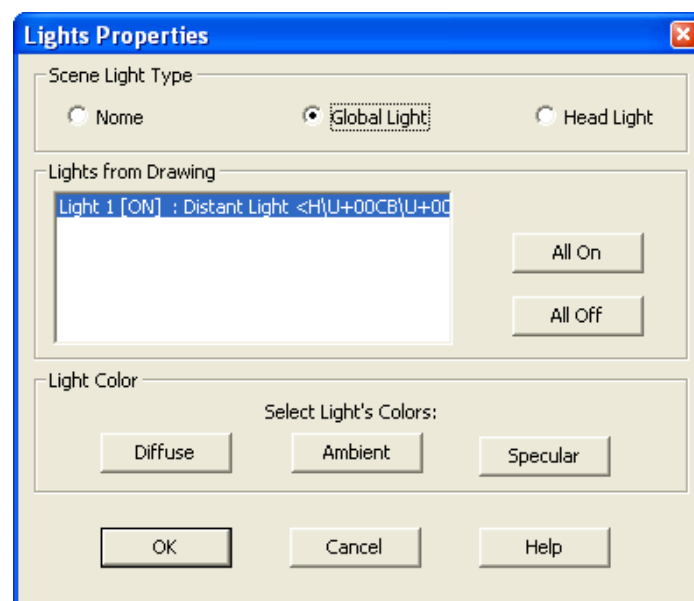 Lights Properties
Scene Light Type
Nome Global Light Head Light
Lights from Drawing
Light 1 [ON] : Distant Light <H\U+00CB\U+00
All On
All Off
Light Color
Select Light's Colors:
Diffuse Ambient Specular
OK Cancel Help